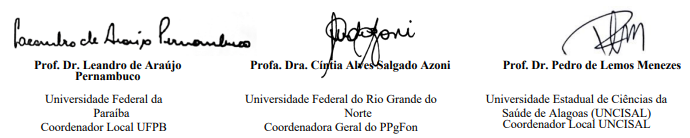 Leandro de Araújo Pernambuco
Prof. Dr. Leandro de Araújo
Pernambuco
Universidade Federal da
Paraíba
Coordenador Local UFPB
Profa. Dra. Cíntia Alves Salgado Azoni
Universidade Federal do Rio Grande do
Norte
Coordenadora Geral do PPgFon
Prof. Dr. Pedro de Lemos Menezes
Universidade Estadual de Ciências da
Saúde de Alagoas (UNCISAL)
Coordenador Local UNCISAL